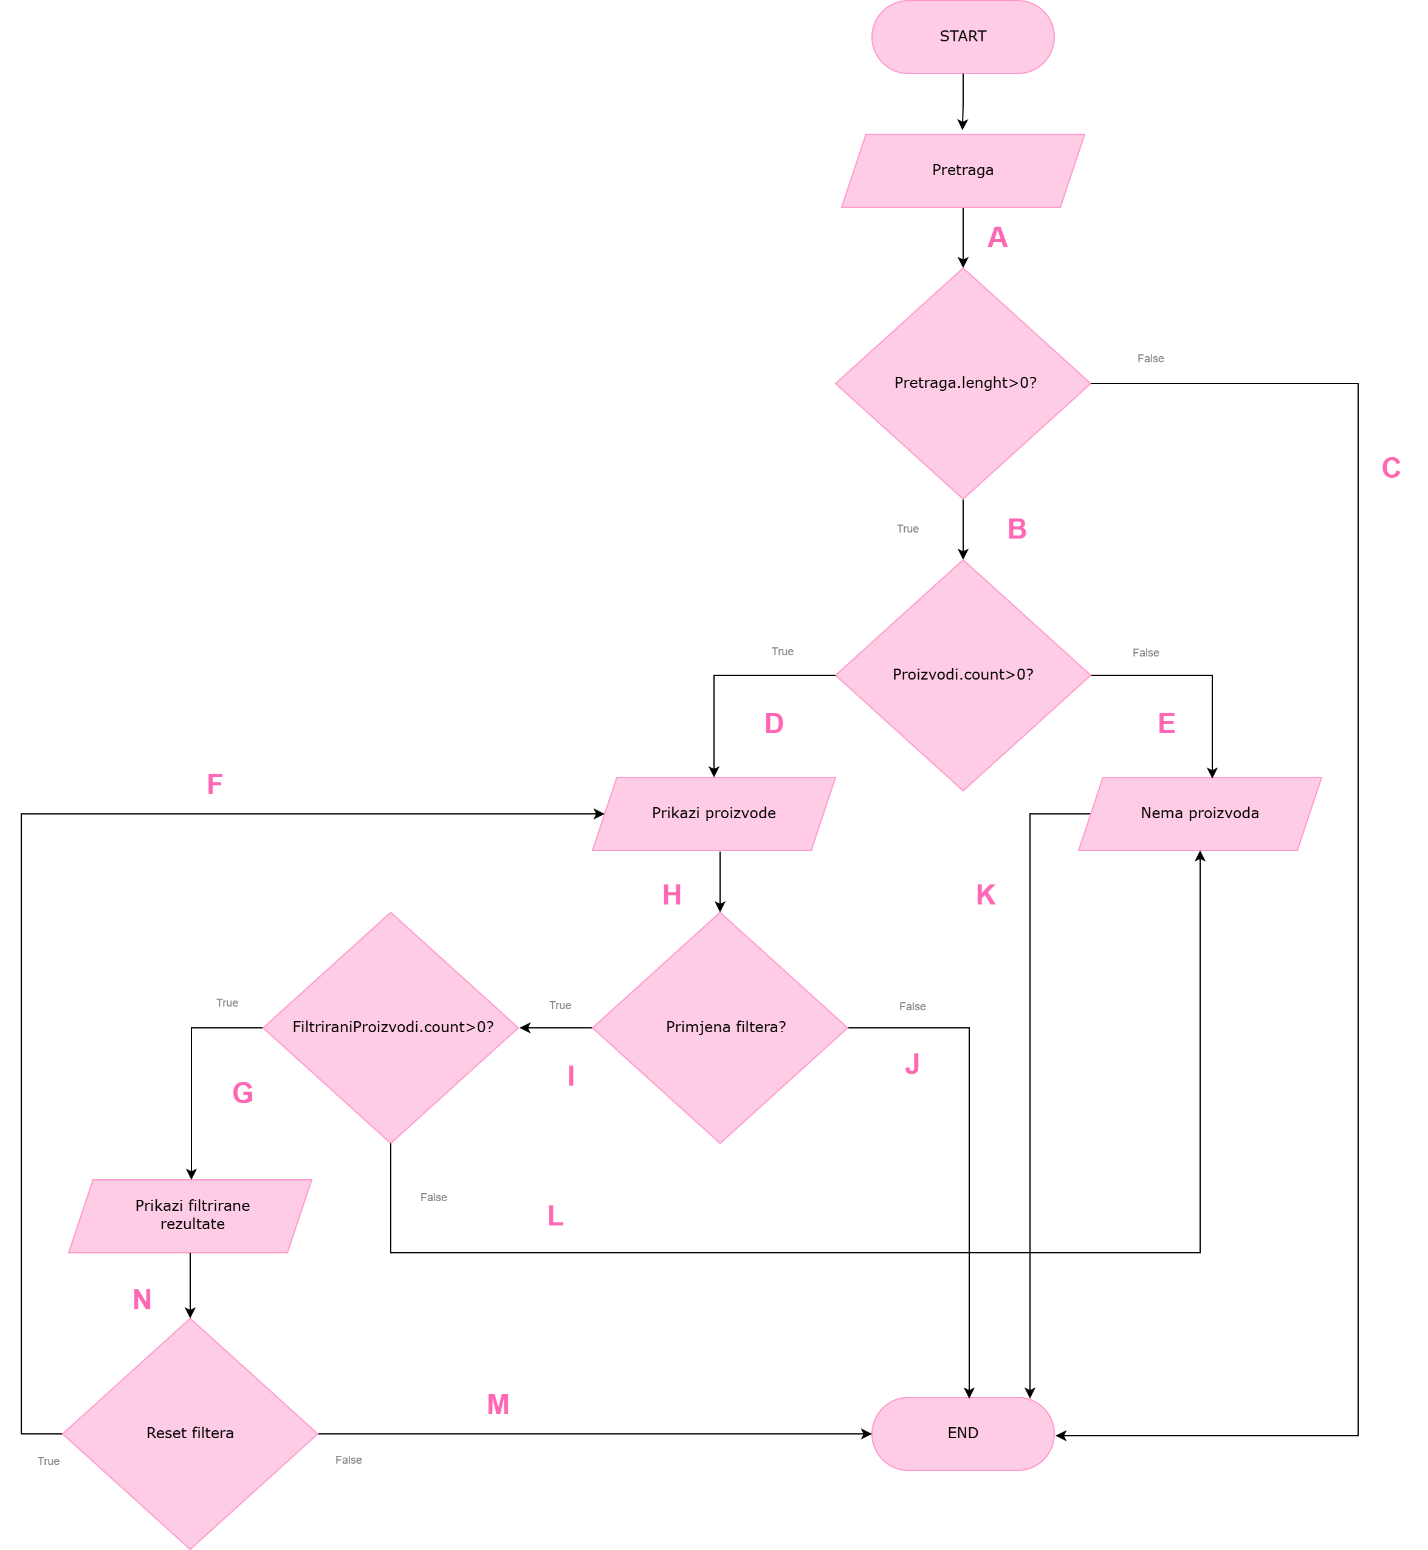 START
Pretraga
A
Pretraga.lenght>0?
False
C
True
B
Proizvodi.count>0?
True
False
D
E
F
Prikazi proizvode
Nema proizvoda
H
K
FiltriraniProizvodi.count>0?
True
True
Primjena filtera?
False
G
I
J
Prikazi filtrirane
rezultate
False
L
N
Reset filtera
M
END
True
False